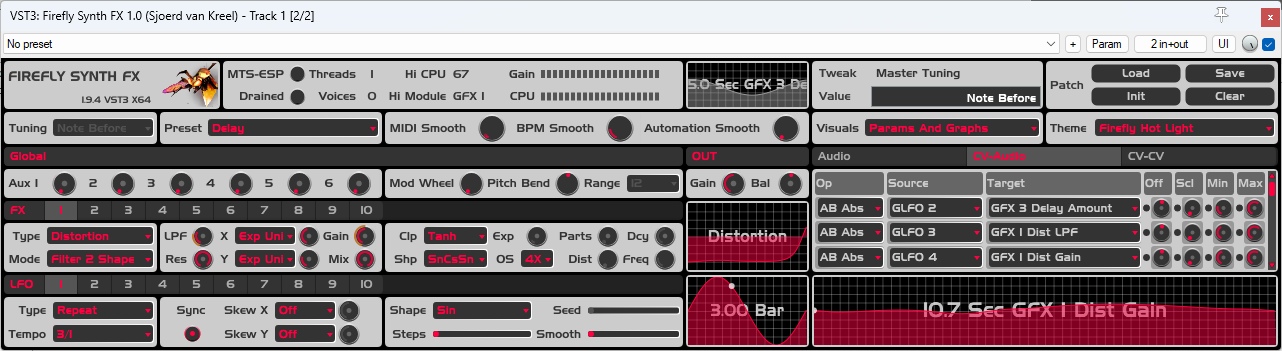 VST3: Firefly Synth FX 1.0 (Sjoerd van Kreel) - Track 1 [2/2]
No preset
+ Param 2 in+out UI
FIREFLY SYNTH FX
1.9.4 VST3 X64
MTS-ESP Threads 1 Hi CPU 67 Gain
Drained Voices 0 Hi Module GFX 1 CPU
5.0 Sec GFX 3 De
Tweak Master Tuning
Value Note Before
Patch Load Save
Init Clear
Tuning Note Before Preset Delay MIDI Smooth BPM Smooth Automation Smooth Visuals Params And Graphs Theme Firefly Hot Light
Global OUT Audio CV-Audio CV-CV
Aux 1 2 3 4 5 6 Mod Wheel Pitch Bend Range 12 Gain Bal
Op Source Target Off Scl Min Max
FX 1 2 3 4 5 6 7 8 9 10
AB Abs GLFO 2 GFX 3 Delay Amount
Type Distortion LPF X Exp Uni Gain Clp Tanh Exp Parts Dcy
Distortion
AB Abs GLFO 3 GFX 1 Dist LPF
Mode Filter 2 Shape Res Y Exp Uni Mix Shp SnCsSn OS 4X Dist Freq
AB Abs GLFO 4 GFX 1 Dist Gain
LFO 1 2 3 4 5 6 7 8 9 10
Type Repeat Sync Skew X Off Shape Sin Seed
3.00 Bar
10.7 Sec GFX 1 Dist Gain
Tempo 3/1 Skew Y Off Steps Smooth